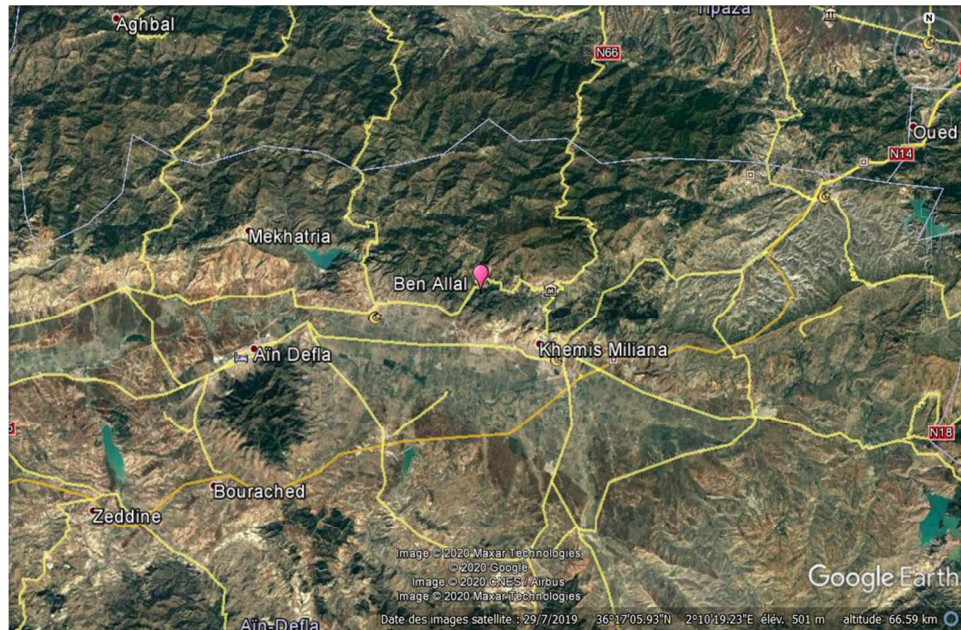 Tipaza
Aghbal
N
N66
Oued
N14
Mekhatria
Ben Allal
Aïn Defla
Khemis Miliana
N18
Bourached
Zeddine
Image © 2020 Maxar Technologies
© 2020 Google
Image © 2020 CNES / Airbus
Image © 2020 Maxar Technologies
Google Earth
Aïn-Defla
Date des images satellite : 29/7/2019 36°17'05.93"N 2°10'19.23"E élév. 501 m altitude 66.59 km